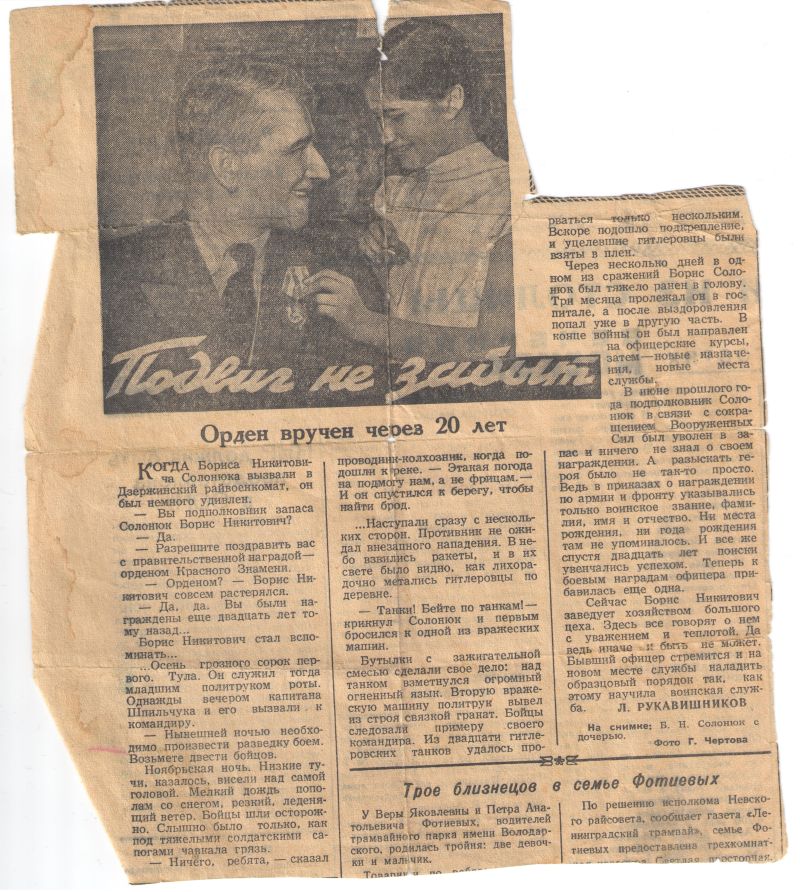 Подвиг не забыт
Орден вручен через 20 лет
КОГДА Бориса Никитови-
ча Солонюка вызвали в
Дзержинский райвоенкомат, он
был немного удивлен.
— Вы подполковник запаса
Солонюк Борис Никитович?
— Да.
— Разрешите поздравить вас
с правительственной наградой—
орденом Красного Знамени.
— Орденом? — Борис Ни-
китович совсем растерялся.
— Да, да. Вы были на-
граждены еще двадцать лет то-
му назад...
Борис Никитович стал вспо-
минать...
...Осень грозного сорок пер-
вого. Тула. Он служил тогда
младшим политруком роты.
Однажды вечером капитана
Шпильчука и его вызвали к
командиру.
— Нынешней ночью необхо-
димо произвести разведку боем.
Возьмете двести бойцов.
Ноябрьская ночь. Низкие ту-
чи, казалось, висели над самой
головой. Мелкий дождь попо-
лам со снегом, резкий, леденя-
щий ветер. Бойцы шли осторож-
но. Слышно было только, как
под тяжелыми солдатскими са-
погами чавкала грязь.
— Ничего, ребята, — сказал
проводник-колхозник, когда по-
дошли к реке. — Этакая погода
на подмогу нам, а не фрицам.—
И он спустился к берегу, чтобы
найти брод.
...Наступали сразу с несколь-
ких сторон. Противник не ожи-
дал внезапного нападения. В не-
бо взвились ракеты, и в их
свете было видно, как лихора-
дочно метались гитлеровцы по
деревне.
— Танки! Бейте по танкам!—
крикнул Солонюк и первым
бросился к одной из вражеских
машин.
Бутылки с зажигательной
смесью сделали свое дело: над
танком взметнулся огромный
огненный язык. Вторую враже-
скую машину политрук вывел
из строя связкой гранат. Бойцы
следовали примеру своего
командира. Из двадцати гитле-
ровских танков удалось про-
рваться только нескольким.
Вскоре подошло подкрепление,
и уцелевшие гитлеровцы были
взяты в плен.
Через несколько дней в од-
ном из сражений Борис Соло-
нюк был тяжело ранен в голову.
Три месяца пролежал он в гос-
питале, а после выздоровления
попал уже в другую часть. В
конце войны он был направлен
на офицерские курсы,
затем—новые назначе-
ния, новые места
службы.
В июне прошлого го-
да подполковник Соло-
нюк в связи с сокра-
щением Вооруженных
Сил был уволен в за-
пас и ничего не знал о своем
награждении. А разыскать ге-
роя было не так-то просто.
Ведь в приказах о награждении
по армии и фронту указывались
только воинское звание, фами-
лия, имя и отчество. Ни места
рождения, ни года рождения
там не упоминалось. И все же
спустя двадцать лет поиски
увенчались успехом. Теперь к
боевым наградам офицера при-
бавилась еще одна.
Сейчас Борис Никитович
заведует хозяйством большого
цеха. Здесь все говорят о нем
с уважением и теплотой. Да
ведь иначе и быть не может.
Бывший офицер стремится и на
новом месте службы наладить
образцовый порядок так, как
этому научила воинская служ-
ба.
Л. РУКАВИШНИКОВ
На снимке: Б. Н. Солонюк с
дочерью.
Фото Г. Чертова
Трое близнецов в семье Фотиевых
У Веры Яковлевны и Петра Ана-
тольевича Фотиевых, водителей
трамвайного парка имени Володар-
ского, родилась тройня: две девоч-
ки и мальчик.
По решению исполкома Невско-
го райсовета, сообщает газета «Ле-
нинградский трамвай», семье Фо-
тиевых предоставлена трехкомнат-